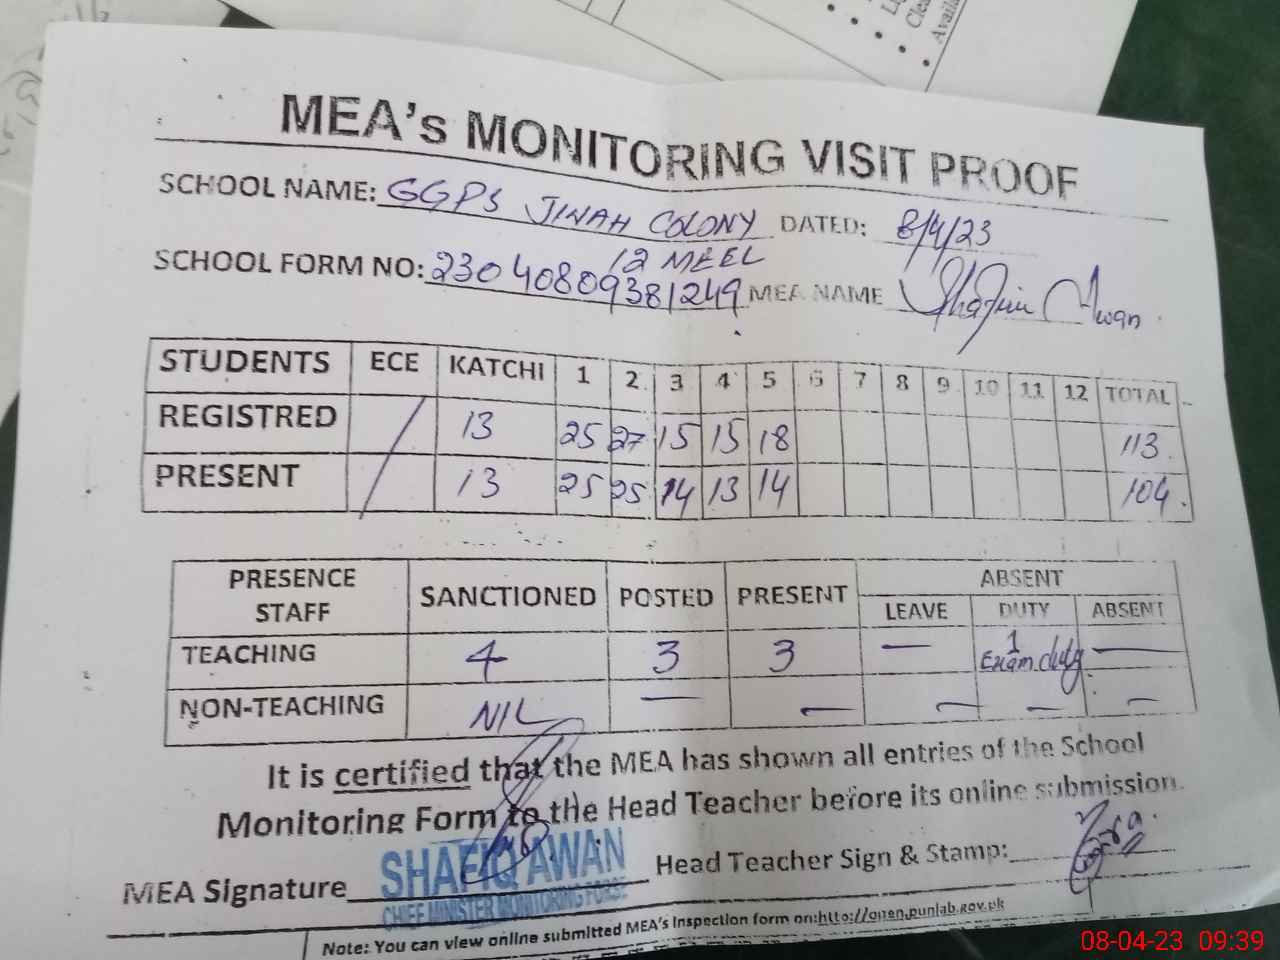 Clea
Availa
MEA's MONITORING VISIT PROOF
SCHOOL NAME: GGPS JINAH COLONY DATED: 8/4/23
12 MEEL
SCHOOL FORM NO: 23040809381249 MEA NAME Shafiq Awan
STUDENTS ECE KATCHI 1 2 3 4 5 6 7 8 9 10 11 12 TOTAL
REGISTRED / 13 25 27 15 15 18 113
PRESENT 13 25 25 14 13 14 104
PRESENCE STAFF SANCTIONED POSTED PRESENT ABSENT
LEAVE DUTY ABSENT
TEACHING 4 3 3 — 1 Exam duty —
NON-TEACHING NIL — — — — —
It is certified that the MEA has shown all entries of the School
Monitoring Form to the Head Teacher before its online submission.
MEA Signature SHAFIQ AWAN Head Teacher Sign & Stamp:
CHIEF MINISTER MONITORING FORSE
Note: You can view online submitted MEA's Inspection form on:http://open.punjab.gov.pk
08-04-23 09:39